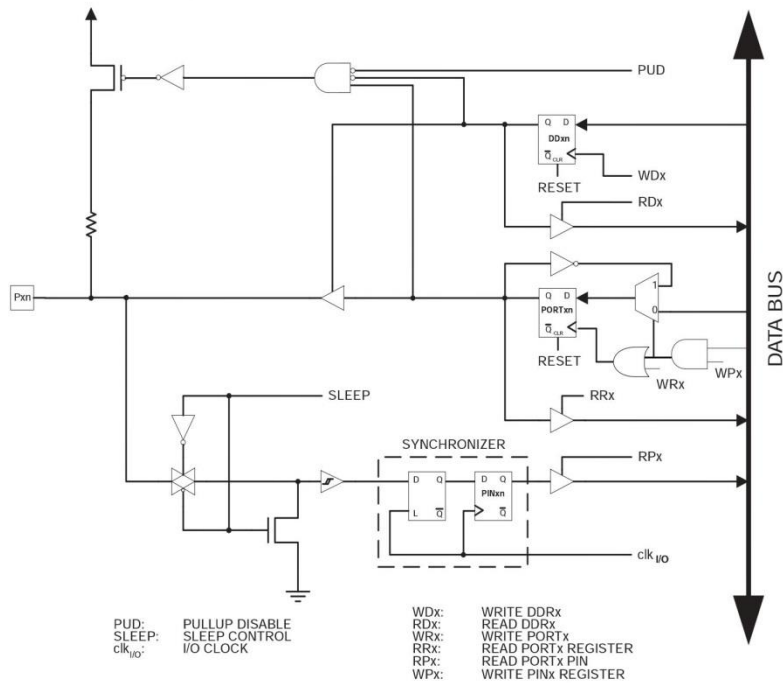 PUD
Q D
DDxn
Q CLR
WDx
RESET
RDx
Pxn
Q D
PORTxn
Q CLR
1
0
RESET
WRx
WPx
DATA BUS
SLEEP
RRx
SYNCHRONIZER
RPx
D Q
L Q
D Q
PINxn
Q
clk I/O
PUD: PULLUP DISABLE
SLEEP: SLEEP CONTROL
clkI/O: I/O CLOCK
WDx: WRITE DDRx
RDx: READ DDRx
WRx: WRITE PORTx
RRx: READ PORTx REGISTER
RPx: READ PORTx PIN
WPx: WRITE PINx REGISTER